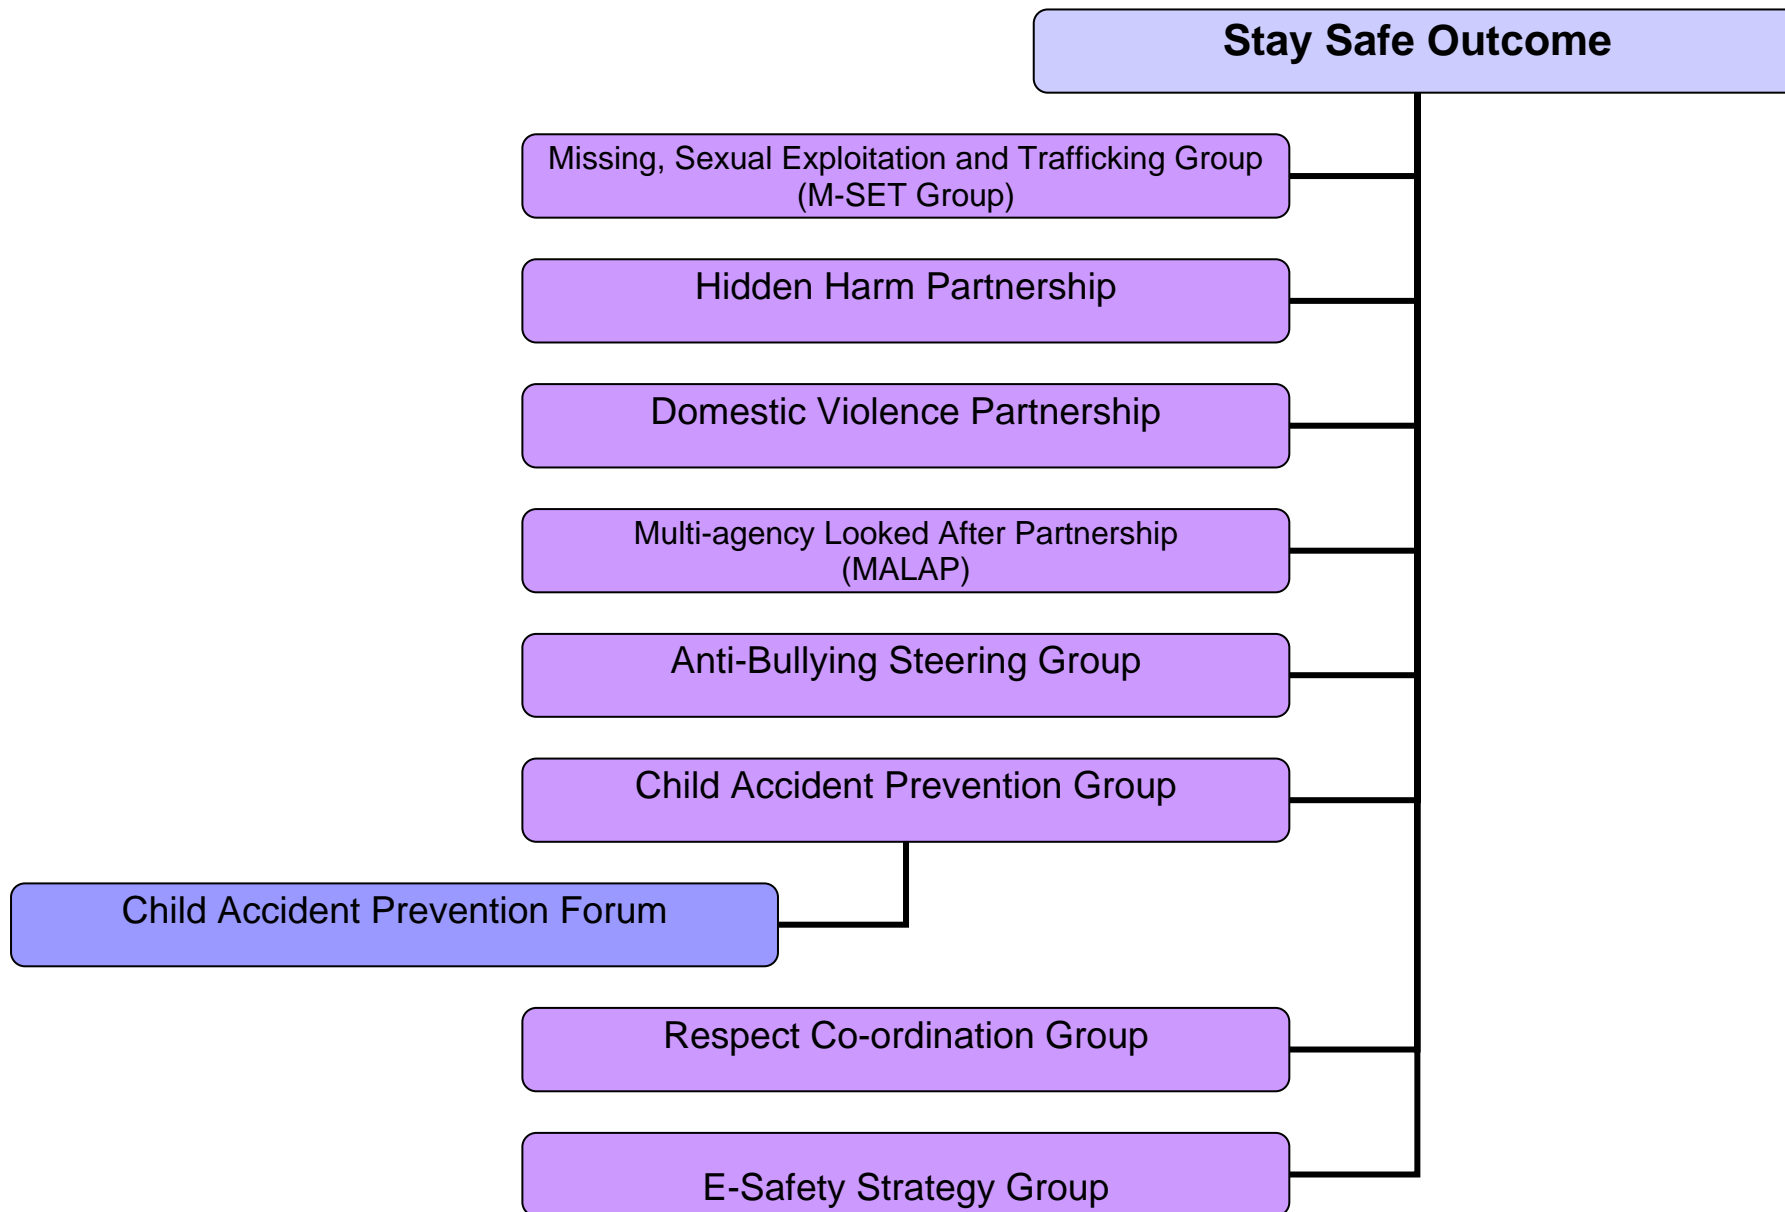 Stay Safe Outcome
Missing, Sexual Exploitation and Trafficking Group
(M-SET Group)
Hidden Harm Partnership
Domestic Violence Partnership
Multi-agency Looked After Partnership
(MALAP)
Anti-Bullying Steering Group
Child Accident Prevention Group
Child Accident Prevention Forum
Respect Co-ordination Group
E-Safety Strategy Group